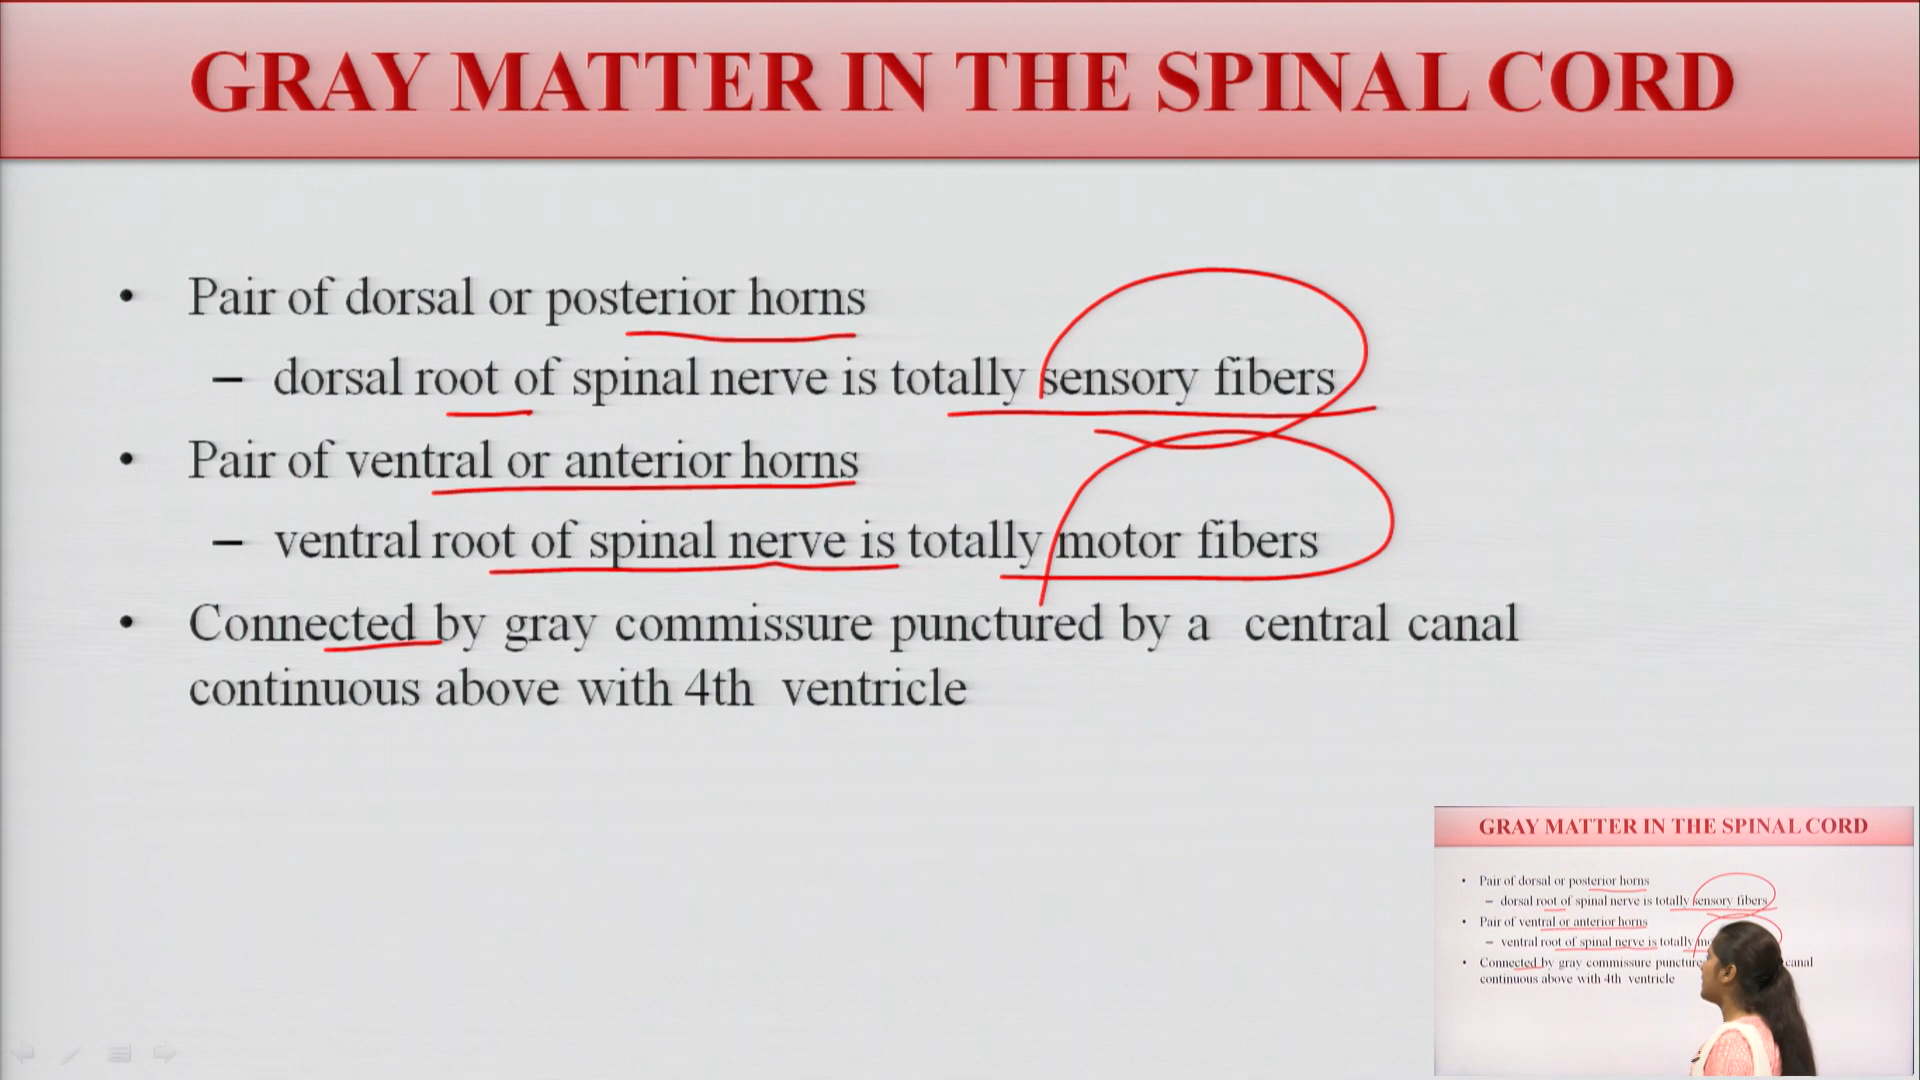 GRAY MATTER IN THE SPINAL CORD
• Pair of dorsal or posterior horns
– dorsal root of spinal nerve is totally sensory fibers
• Pair of ventral or anterior horns
– ventral root of spinal nerve is totally motor fibers
• Connected by gray commissure punctured by a central canal
continuous above with 4th ventricle
GRAY MATTER IN THE SPINAL CORD
• Pair of dorsal or posterior horns
– dorsal root of spinal nerve is totally sensory fibers
• Pair of ventral or anterior horns
– ventral root of spinal nerve is totally
• Connected by gray commissure canal
continuous above with 4th ventricle